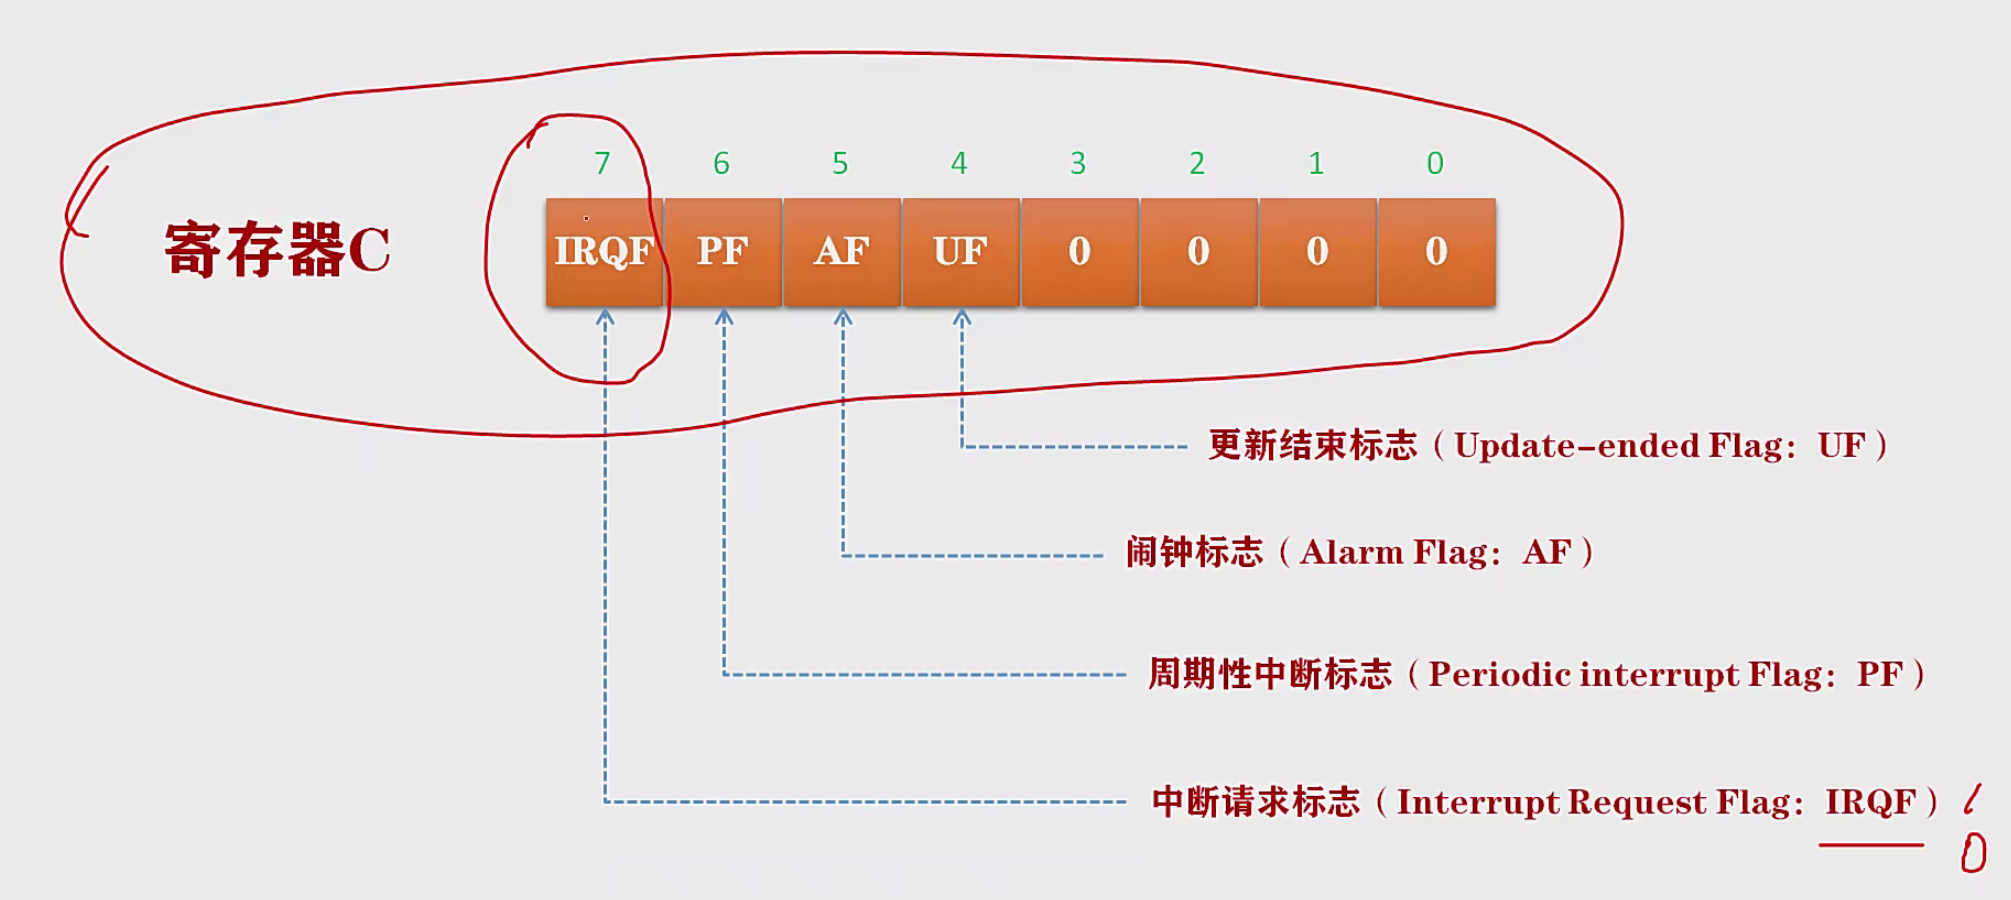 7 6 5 4 3 2 1 0
寄存器C IRQF PF AF UF 0 0 0 0
更新结束标志（Update-ended Flag：UF）
闹钟标志（Alarm Flag：AF）
周期性中断标志（Periodic interrupt Flag：PF）
中断请求标志（Interrupt Request Flag：IRQF） 1
0